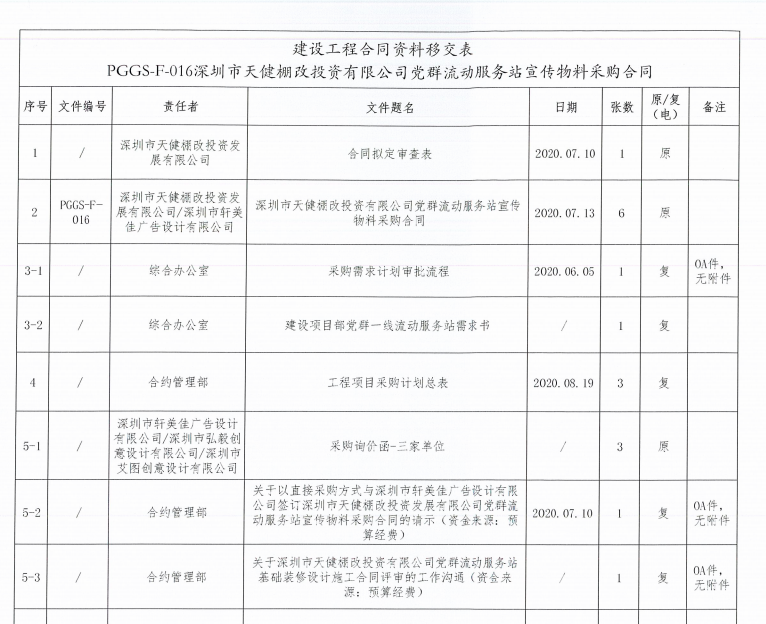 建设工程合同资料移交表
PGGS-F-016深圳市天健棚改投资有限公司党群流动服务站宣传物料采购合同
序号 文件编号 责任者 文件题名 日期 张数 原/复（电） 备注
1 / 深圳市天健棚改投资发展有限公司 合同拟定审查表 2020.07.10 1 原
2 PGGS-F-016 深圳市天健棚改投资发展有限公司/深圳市轩美佳广告设计有限公司 深圳市天健棚改投资有限公司党群流动服务站宣传物料采购合同 2020.07.13 6 原
3-1 / 综合办公室 采购需求计划审批流程 2020.06.05 1 复 OA件，无附件
3-2 / 综合办公室 建设项目部党群一线流动服务站需求书 / 1 复
4 / 合约管理部 工程项目采购计划总表 2020.08.19 3 复
5-1 / 深圳市轩美佳广告设计有限公司/深圳市弘毅创意设计有限公司/深圳市艾图创意设计有限公司 采购询价函-三家单位 / 3 原
5-2 / 合约管理部 关于以直接采购方式与深圳市轩美佳广告设计有限公司签订深圳市天健棚改投资发展有限公司党群流动服务站宣传物料采购合同的请示（资金来源：预算经费） 2020.07.10 1 复 OA件，无附件
5-3 / 合约管理部 关于深圳市天健棚改投资有限公司党群流动服务站基础装修设计施工合同评审的工作沟通（资金来源：预算经费） / 1 复 OA件，无附件